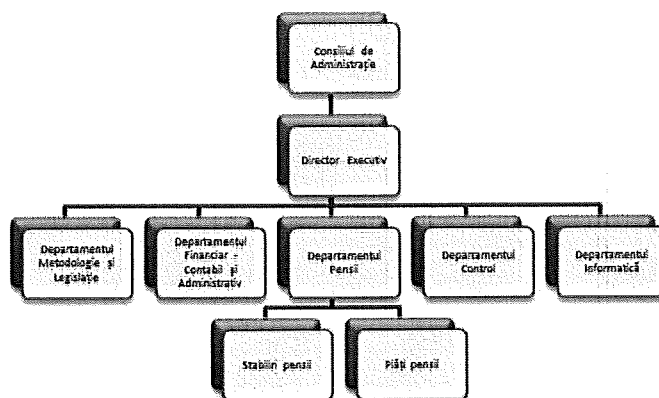 Consiliul de
Administrație
Director Executiv
Departamentul
Metodologie și
Legislație
Departamentul
Financiar -
Contabil și
Administrativ
Departamentul
Pensii
Departamentul
Control
Departamentul
Informatică
Stabiliri pensii
Plăți pensii